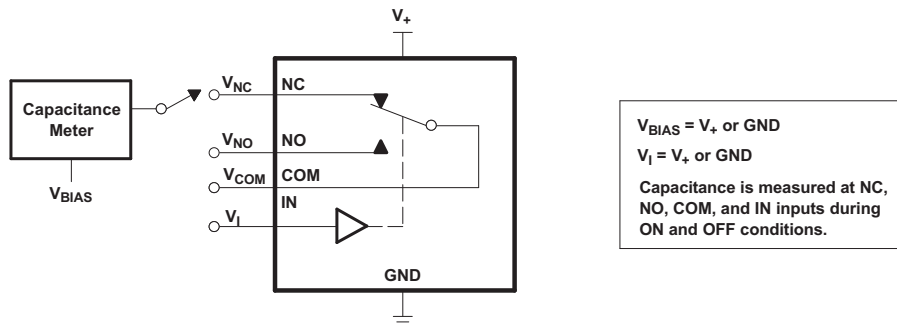 V+
Capacitance
Meter
VBIAS
VNC NC
VNO NO
VCOM COM
IN
VI
GND
VBIAS = V+ or GND
VI = V+ or GND
Capacitance is measured at NC,
NO, COM, and IN inputs during
ON and OFF conditions.